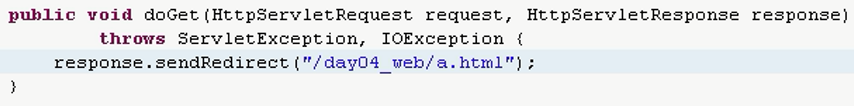 public void doGet(HttpServletRequest request, HttpServletResponse response)
        throws ServletException, IOException {
    response.sendRedirect("/day04_web/a.html");
}